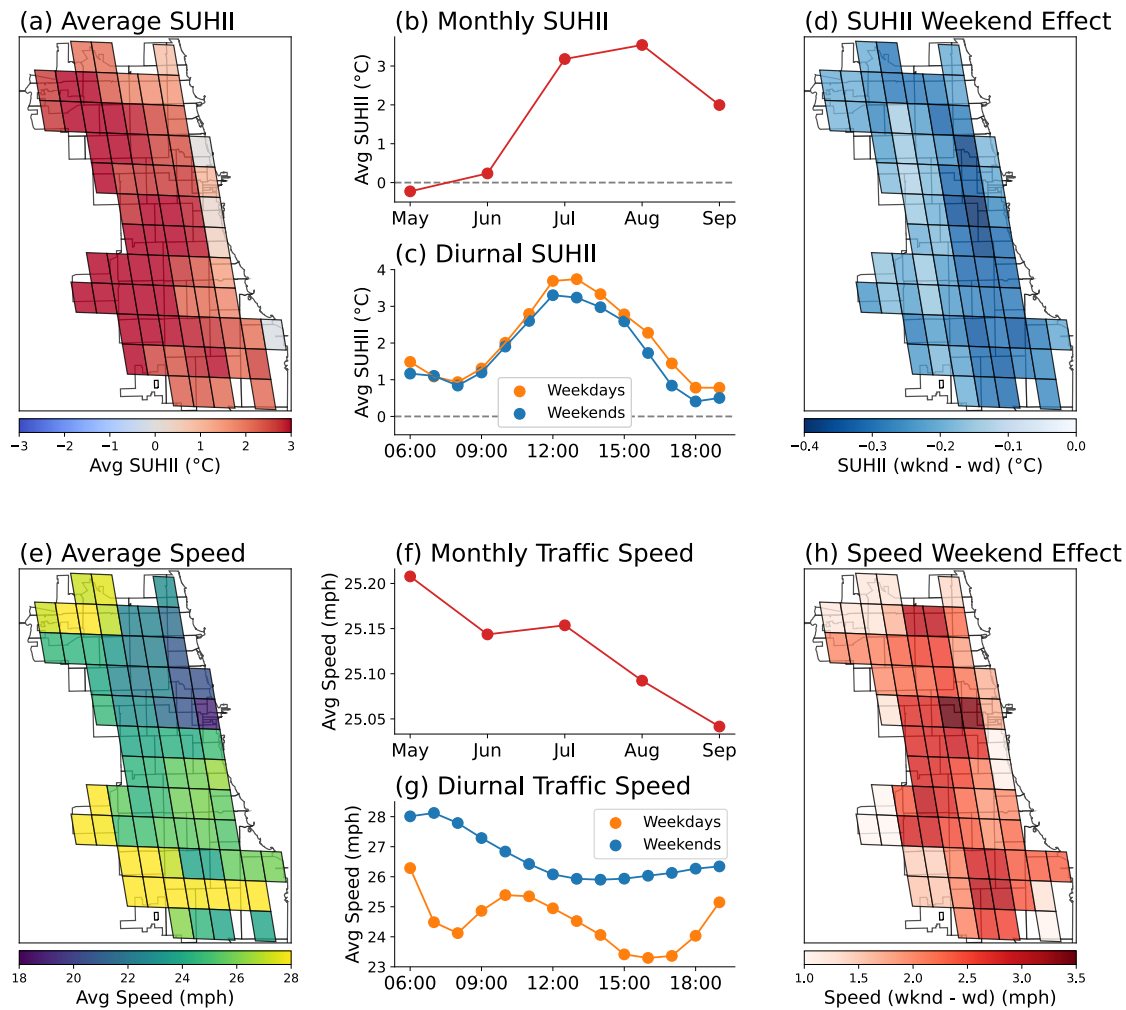 (a) Average SUHII
−3 −2 −1 0 1 2 3
Avg SUHII (°C)
(b) Monthly SUHII
Avg SUHII (°C)
3
2
1
0
May Jun Jul Aug Sep
(c) Diurnal SUHII
Avg SUHII (°C)
4
3
2
1
0
Weekdays
Weekends
06:00 09:00 12:00 15:00 18:00
(d) SUHII Weekend Effect
−0.4 −0.3 −0.2 −0.1 0.0
SUHII (wknd - wd) (°C)
(e) Average Speed
18 20 22 24 26 28
Avg Speed (mph)
(f) Monthly Traffic Speed
Avg Speed (mph)
25.20
25.15
25.10
25.05
May Jun Jul Aug Sep
(g) Diurnal Traffic Speed
Avg Speed (mph)
28
27
26
25
24
23
Weekdays
Weekends
06:00 09:00 12:00 15:00 18:00
(h) Speed Weekend Effect
1.0 1.5 2.0 2.5 3.0 3.5
Speed (wknd - wd) (mph)